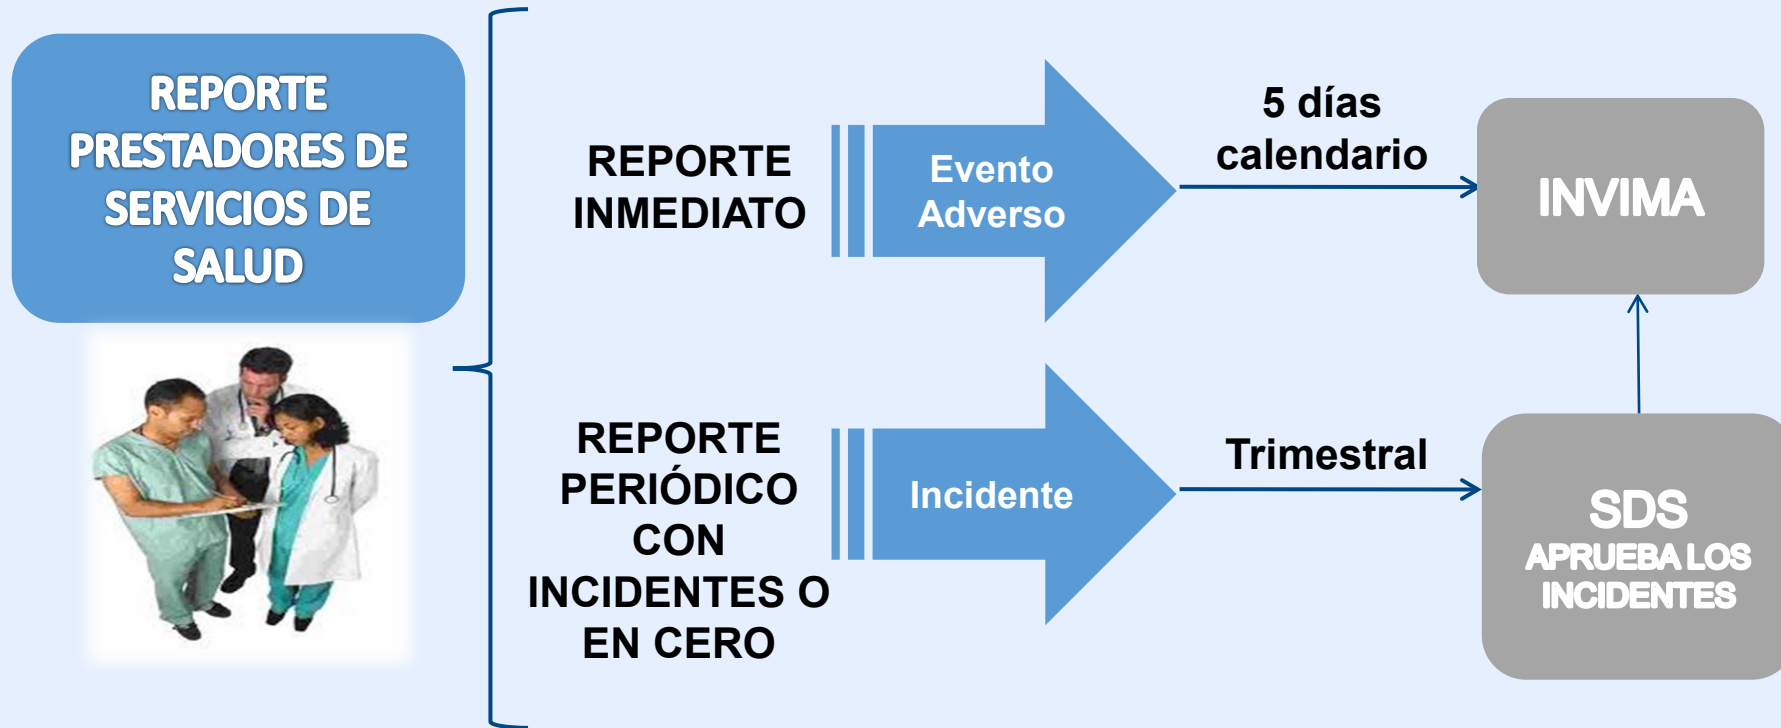 REPORTE
PRESTADORES DE
SERVICIOS DE
SALUD
REPORTE
INMEDIATO
Evento
Adverso
5 días
calendario
INVIMA
REPORTE
PERIÓDICO
CON
INCIDENTES O
EN CERO
Incidente
Trimestral
SDS
APRUEBA LOS
INCIDENTES